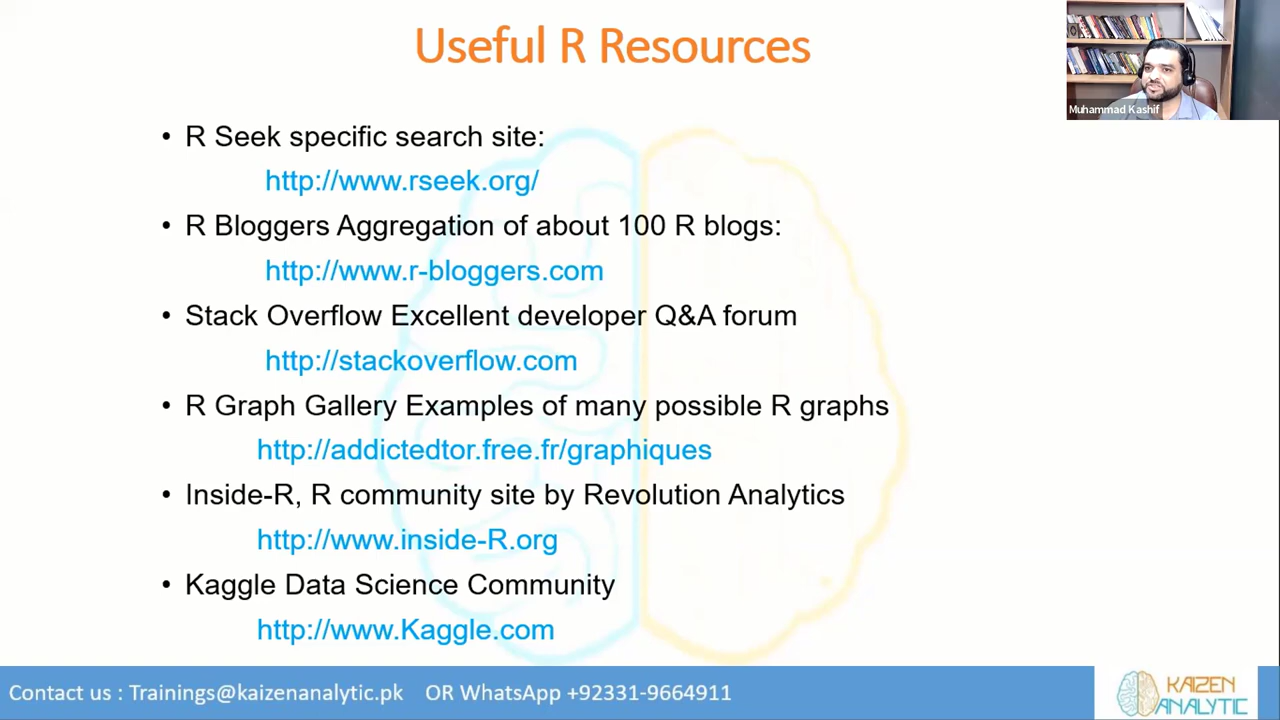 Useful R Resources
Muhammad Kashif
• R Seek specific search site:
http://www.rseek.org/
• R Bloggers Aggregation of about 100 R blogs:
http://www.r-bloggers.com
• Stack Overflow Excellent developer Q&A forum
http://stackoverflow.com
• R Graph Gallery Examples of many possible R graphs
http://addictedtor.free.fr/graphiques
• Inside-R, R community site by Revolution Analytics
http://www.inside-R.org
• Kaggle Data Science Community
http://www.Kaggle.com
Contact us : Trainings@kaizenanalytic.pk OR WhatsApp +92331-9664911
KAIZEN
ANALYTIC